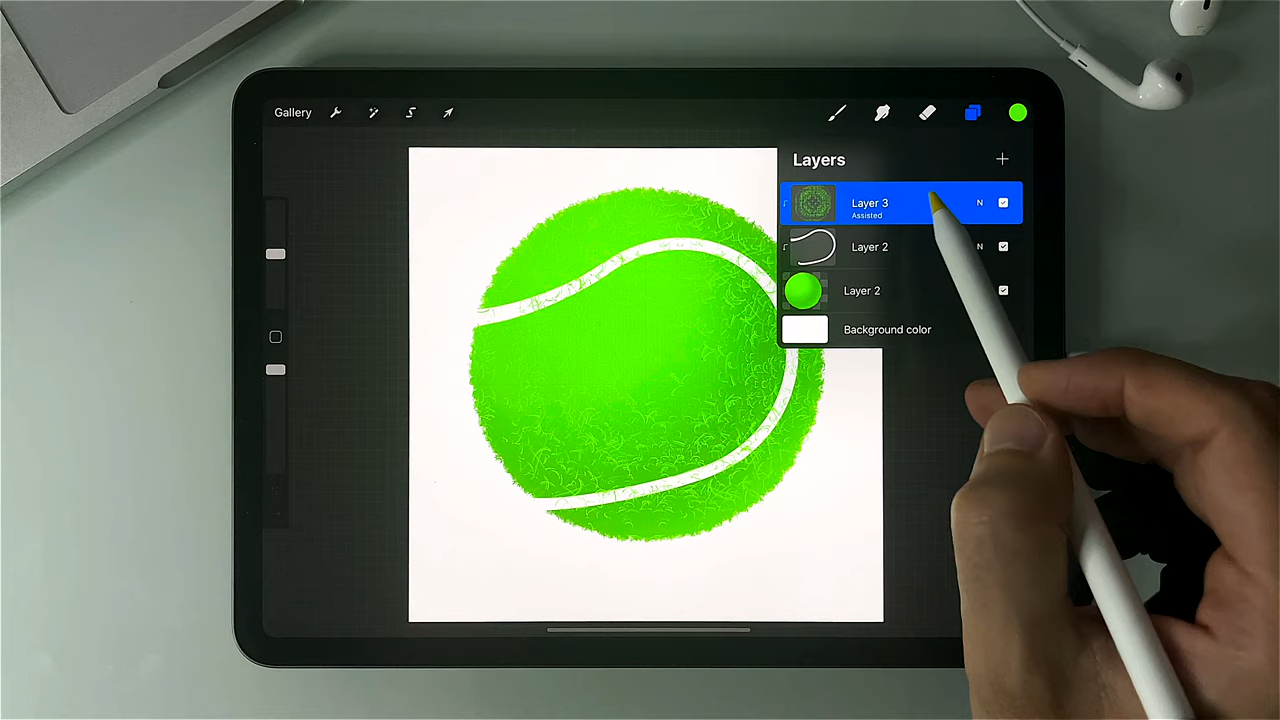 Gallery
Layers
Layer 3
Assisted
N
Layer 2
N
Layer 2
Background color